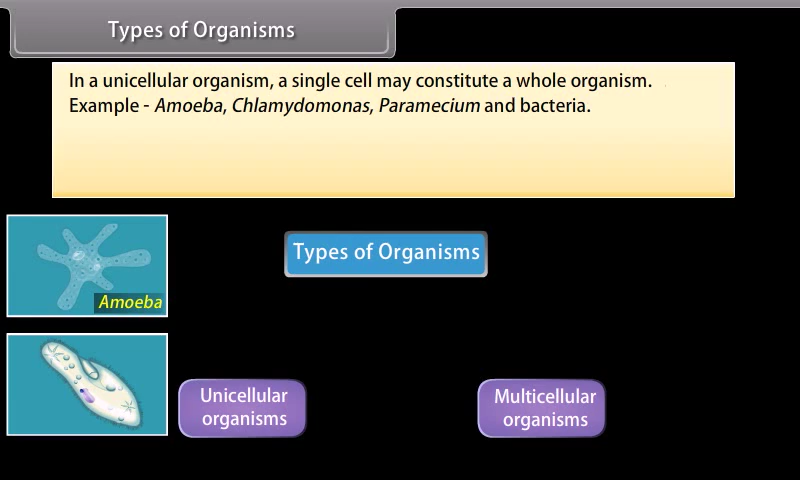 Types of Organisms
In a unicellular organism, a single cell may constitute a whole organism.
Example - Amoeba, Chlamydomonas, Paramecium and bacteria.
Types of Organisms
Amoeba
Unicellular
organisms
Multicellular
organisms